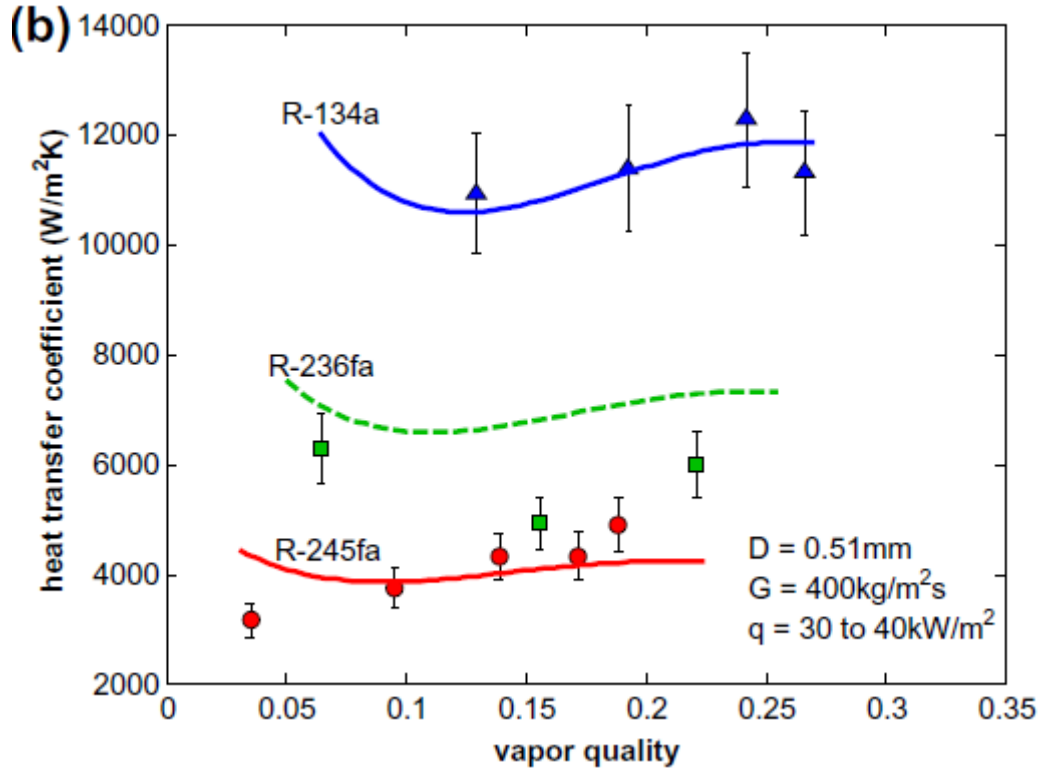 (b)
14000
12000
10000
8000
6000
4000
2000
heat transfer coefficient (W/m²K)
R-134a
R-236fa
R-245fa
D = 0.51mm
G = 400kg/m²s
q = 30 to 40kW/m²
0 0.05 0.1 0.15 0.2 0.25 0.3 0.35
vapor quality